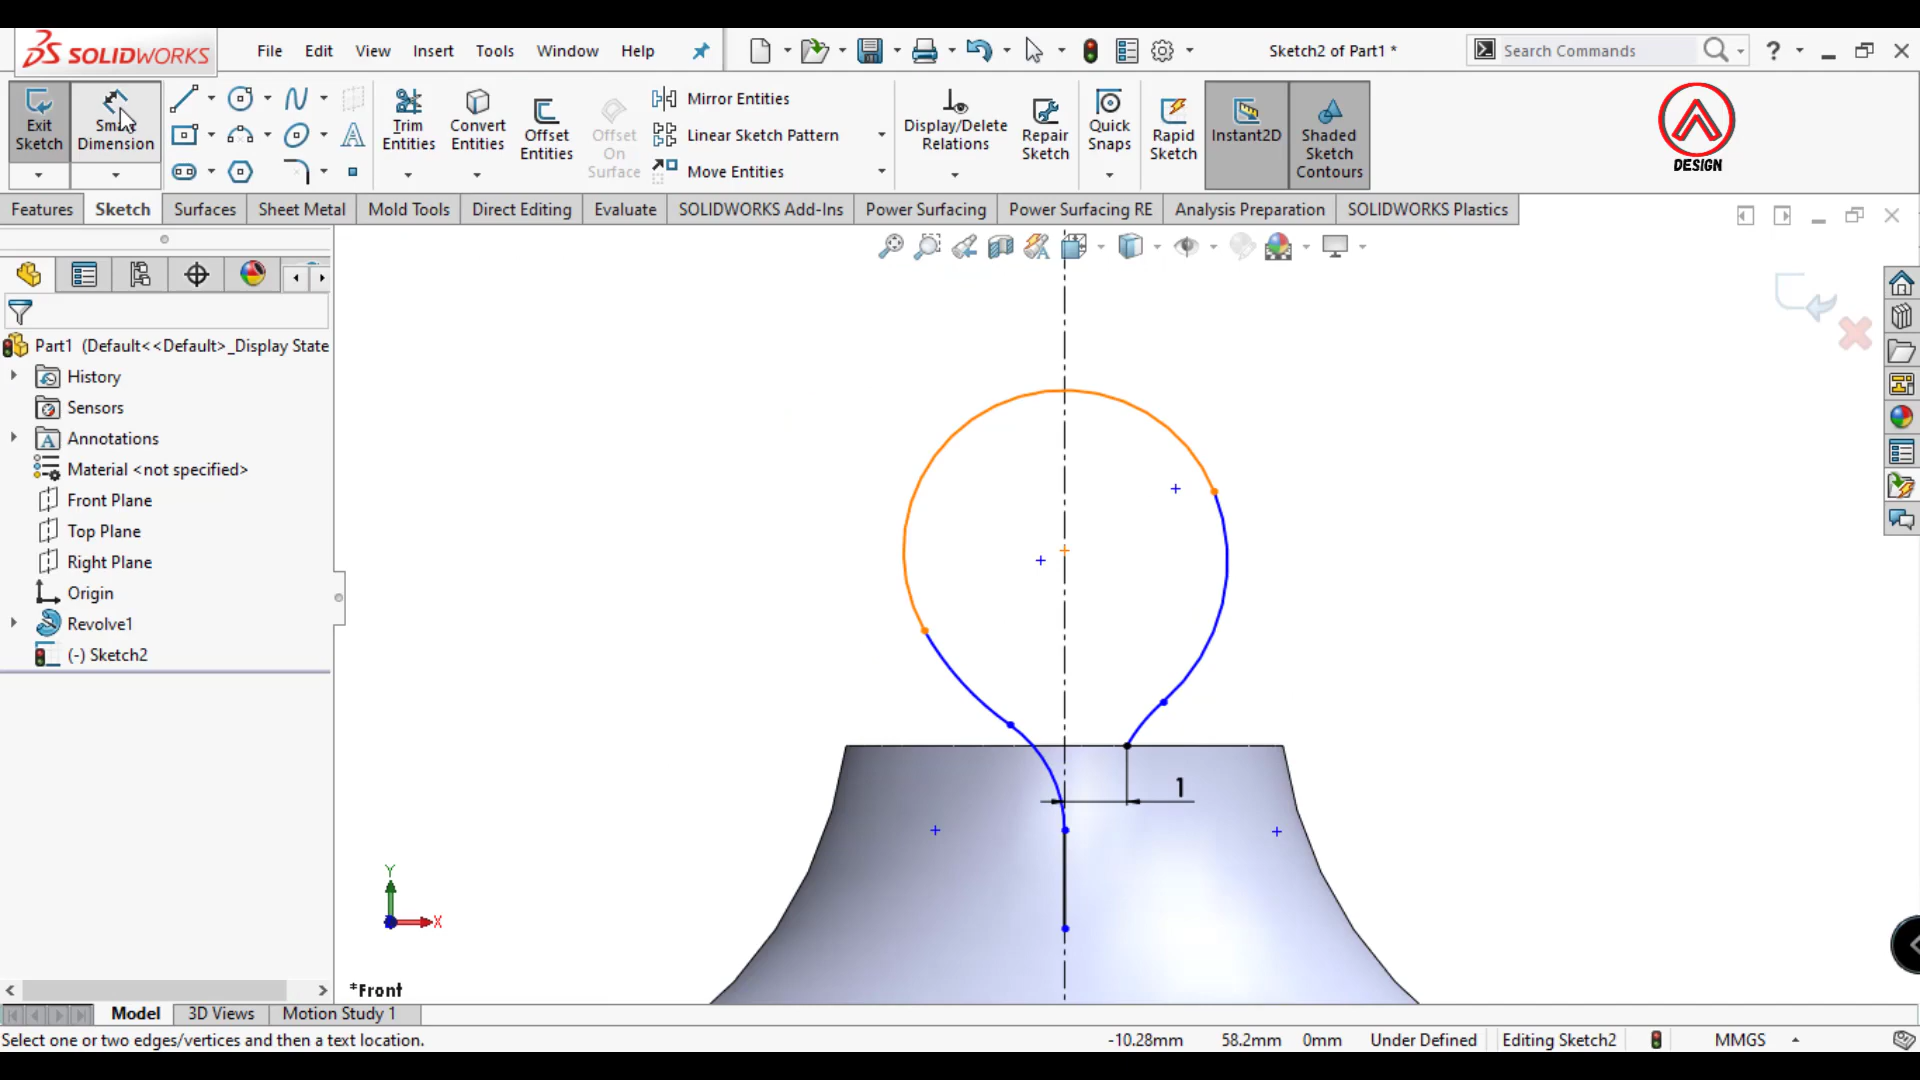 SOLIDWORKS
File Edit View Insert Tools Window Help
Sketch2 of Part1 *
Search Commands
?
Exit Sketch
Smart Dimension
Trim Entities
Convert Entities
Offset Entities
Offset On Surface
Mirror Entities
Linear Sketch Pattern
Move Entities
Display/Delete Relations
Repair Sketch
Quick Snaps
Rapid Sketch
Instant2D
Shaded Sketch Contours
DESIGN
Features Sketch Surfaces Sheet Metal Mold Tools Direct Editing Evaluate SOLIDWORKS Add-Ins Power Surfacing Power Surfacing RE Analysis Preparation SOLIDWORKS Plastics
Part1 (Default<<Default>_Display State
History
Sensors
Annotations
Material <not specified>
Front Plane
Top Plane
Right Plane
Origin
Revolve1
(-) Sketch2
1
Y
X
*Front
Model 3D Views Motion Study 1
Select one or two edges/vertices and then a text location.
-10.28mm 58.2mm 0mm Under Defined Editing Sketch2 MMGS